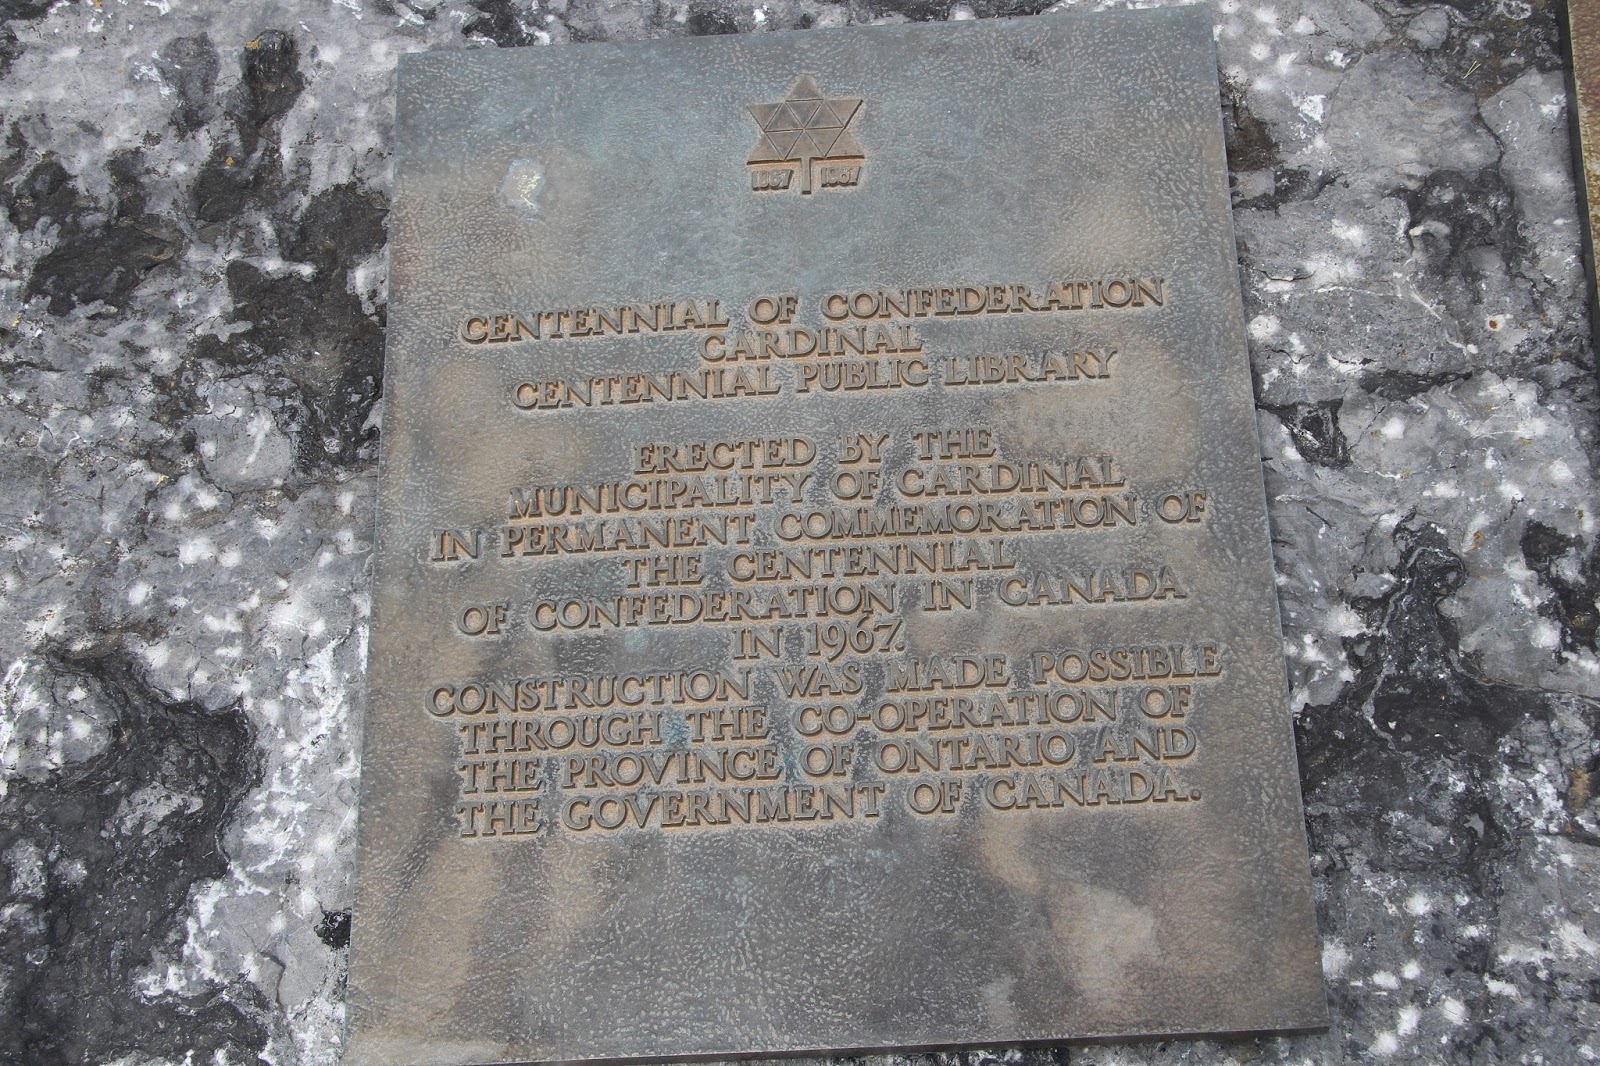 1867 1967
CENTENNIAL OF CONFEDERATION
CARDINAL
CENTENNIAL PUBLIC LIBRARY
ERECTED BY THE
MUNICIPALITY OF CARDINAL
IN PERMANENT COMMEMORATION OF
THE CENTENNIAL
OF CONFEDERATION IN CANADA
IN 1967.
CONSTRUCTION WAS MADE POSSIBLE
THROUGH THE CO-OPERATION OF
THE PROVINCE OF ONTARIO AND
THE GOVERNMENT OF CANADA.